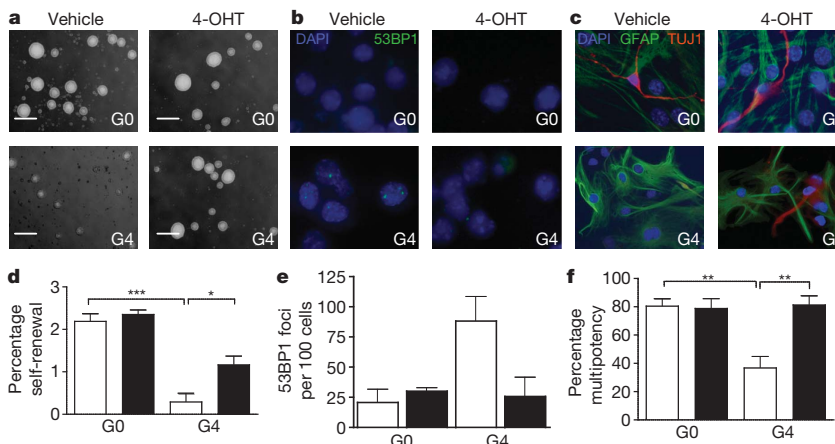 a Vehicle 4-OHT
G0 G0
G4 G4
b Vehicle 4-OHT
DAPI 53BP1
G0 G0
G4 G4
c Vehicle 4-OHT
DAPI GFAP TUJ1
G0 G0
G4 G
d
Percentage
self-renewal
3
2
1
0
*** *
G0 G4
e
53BP1 foci
per 100 cells
125
100
75
50
25
0
G0 G4
f
Percentage
multipotency
100
80
60
40
20
0
** **
G0 G4